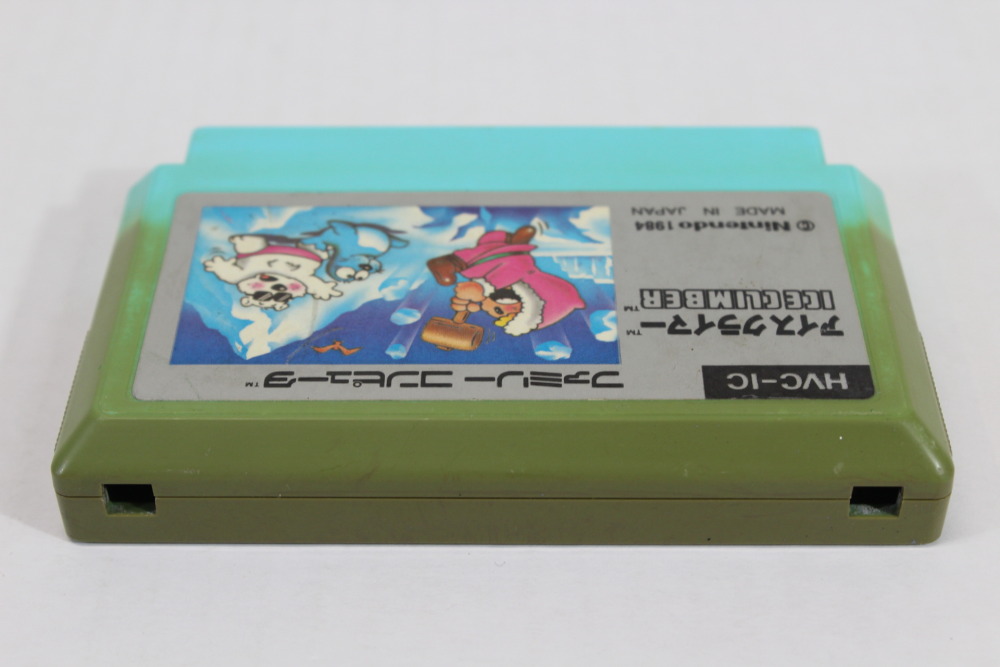 HVC-IC
ファミリー コンピュータ™
アイスクライマー™
ICE CLIMBER™
© Nintendo 1984
MADE IN JAPAN